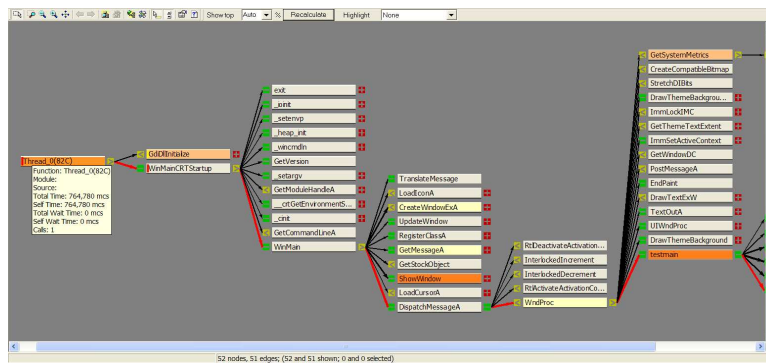 Show top Auto % Recalculate Highlight None
GetSystemMetrics
CreateCompatibleBitmap
StretchDIBits
DrawThemeBackgrou...
ImmLockIMC
GetThemeTextExtent
ImmSetActiveContext
GetWindowDC
PostMessageA
EndPaint
DrawTextExW
TextOutA
UIWndProc
DrawThemeBackground
testmain
exit
_ioinit
_setenvp
_heap_init
_wincmdln
GetVersion
_setargv
GetModuleHandleA
__crtGetEnvironmentS...
_cinit
GetCommandLineA
WinMain
GdiDllInitialize
WinMainCRTStartup
Thread_0(82C)
Function: Thread_0(82C)
Module:
Source:
Total Time: 764,780 mcs
Self Time: 764,780 mcs
Total Wait Time: 0 mcs
Self Wait Time: 0 mcs
Calls: 1
TranslateMessage
LoadIconA
CreateWindowExA
UpdateWindow
RegisterClassA
GetMessageA
GetStockObject
ShowWindow
LoadCursorA
DispatchMessageA
RtlDeactivateActivation...
InterlockedIncrement
InterlockedDecrement
RtlActivateActivationCo...
WndProc
52 nodes, 51 edges; (52 and 51 shown; 0 and 0 selected)